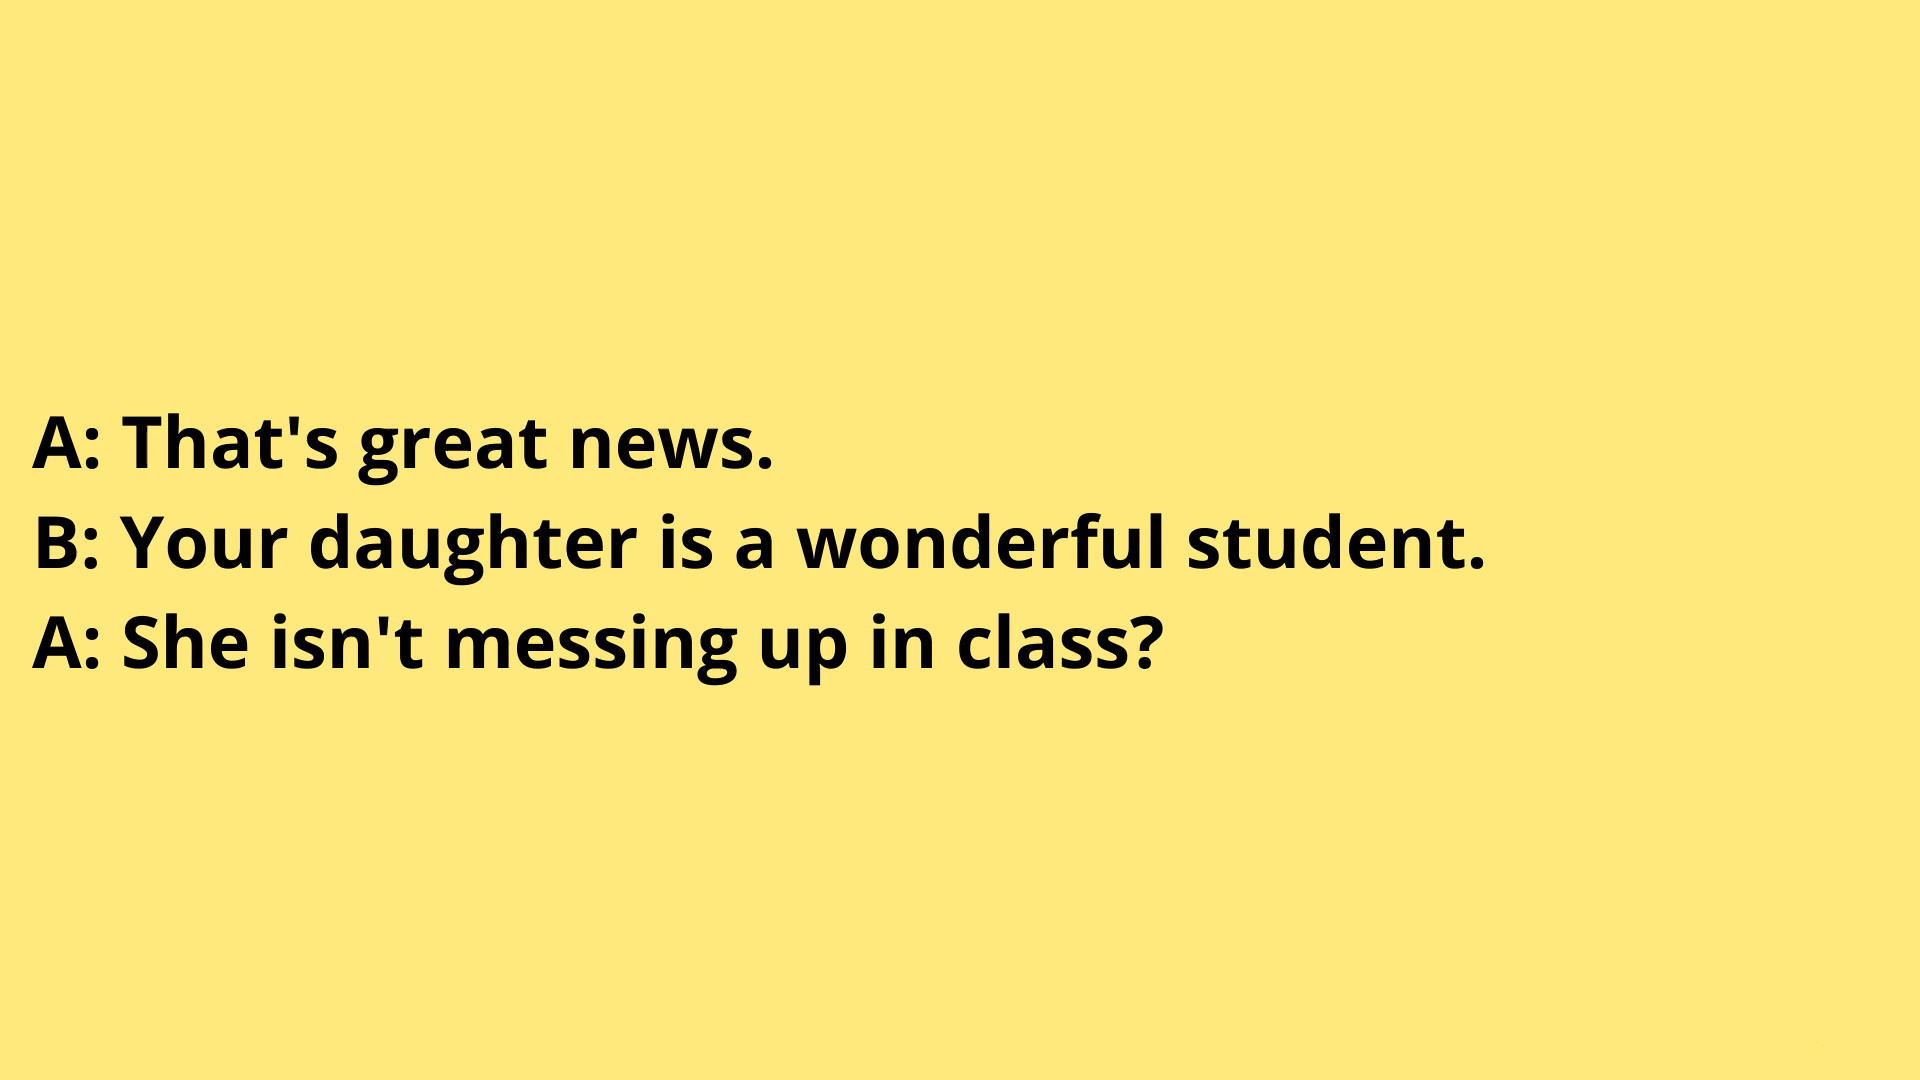 A: That's great news.
B: Your daughter is a wonderful student.
A: She isn't messing up in class?